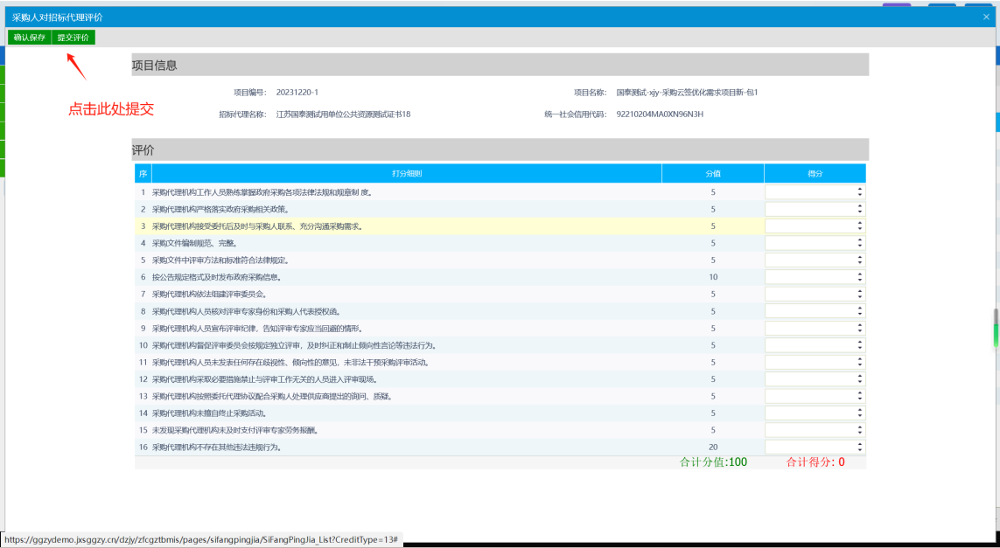 采购人对招标代理评价
×
确认保存 提交评价
点击此处提交
项目信息
项目编号： 20231220-1 项目名称： 国泰测试-xjy-采购云签优化需求项目新-包1
招标代理名称： 江苏国泰测试用单位公共资源测试证书18 统一社会信用代码： 92210204MA0XN96N3H
评价
序 打分细则 分值 得分
1 采购代理机构工作人员熟练掌握政府采购各项法律法规和规章制 度。 5
2 采购代理机构严格落实政府采购相关政策。 5
3 采购代理机构接受委托后及时与采购人联系、充分沟通采购需求。 5
4 采购文件编制规范、完整。 5
5 采购文件中评审方法和标准符合法律规定。 5
6 按公告规定格式及时发布政府采购信息。 10
7 采购代理机构依法组建评审委员会。 5
8 采购代理机构人员核对评审专家身份和采购人代表授权函。 5
9 采购代理机构人员宣布评审纪律，告知评审专家应当回避的情形。 5
10 采购代理机构督促评审委员会按规定独立评审，及时纠正和制止倾向性言论等违法行为。 5
11 采购代理机构人员未发表任何存在歧视性、倾向性的意见，未非法干预采购评审活动。 5
12 采购代理机构采取必要措施禁止与评审工作无关的人员进入评审现场。 5
13 采购代理机构按照委托代理协议配合采购人处理供应商提出的询问、质疑。 5
14 采购代理机构未擅自终止采购活动。 5
15 未发现采购代理机构未及时支付评审专家劳务报酬。 5
16 采购代理机构不存在其他违法违规行为。 20
合计分值:100 合计得分: 0
https://ggzydemo.jxsggzy.cn/dzjy/zfcgztbmis/pages/sifangpingjia/SiFangPingJia_List?CreditType=13#